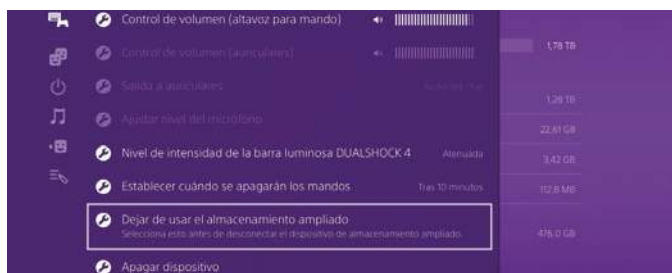 Control de volumen (altavoz para mando)
Control de volumen (auriculares)
1,78 TB
Salida a auriculares
1,28 TB
Ajustar nivel del micrófono
22,61 GB
Nivel de intensidad de la barra luminosa DUALSHOCK 4 Atenuada
3,42 GB
Establecer cuándo se apagarán los mandos Tras 10 minutos
112,8 MB
Dejar de usar el almacenamiento ampliado
Selecciona esto antes de desconectar el dispositivo de almacenamiento ampliado.
476,0 GB
Apagar dispositivo